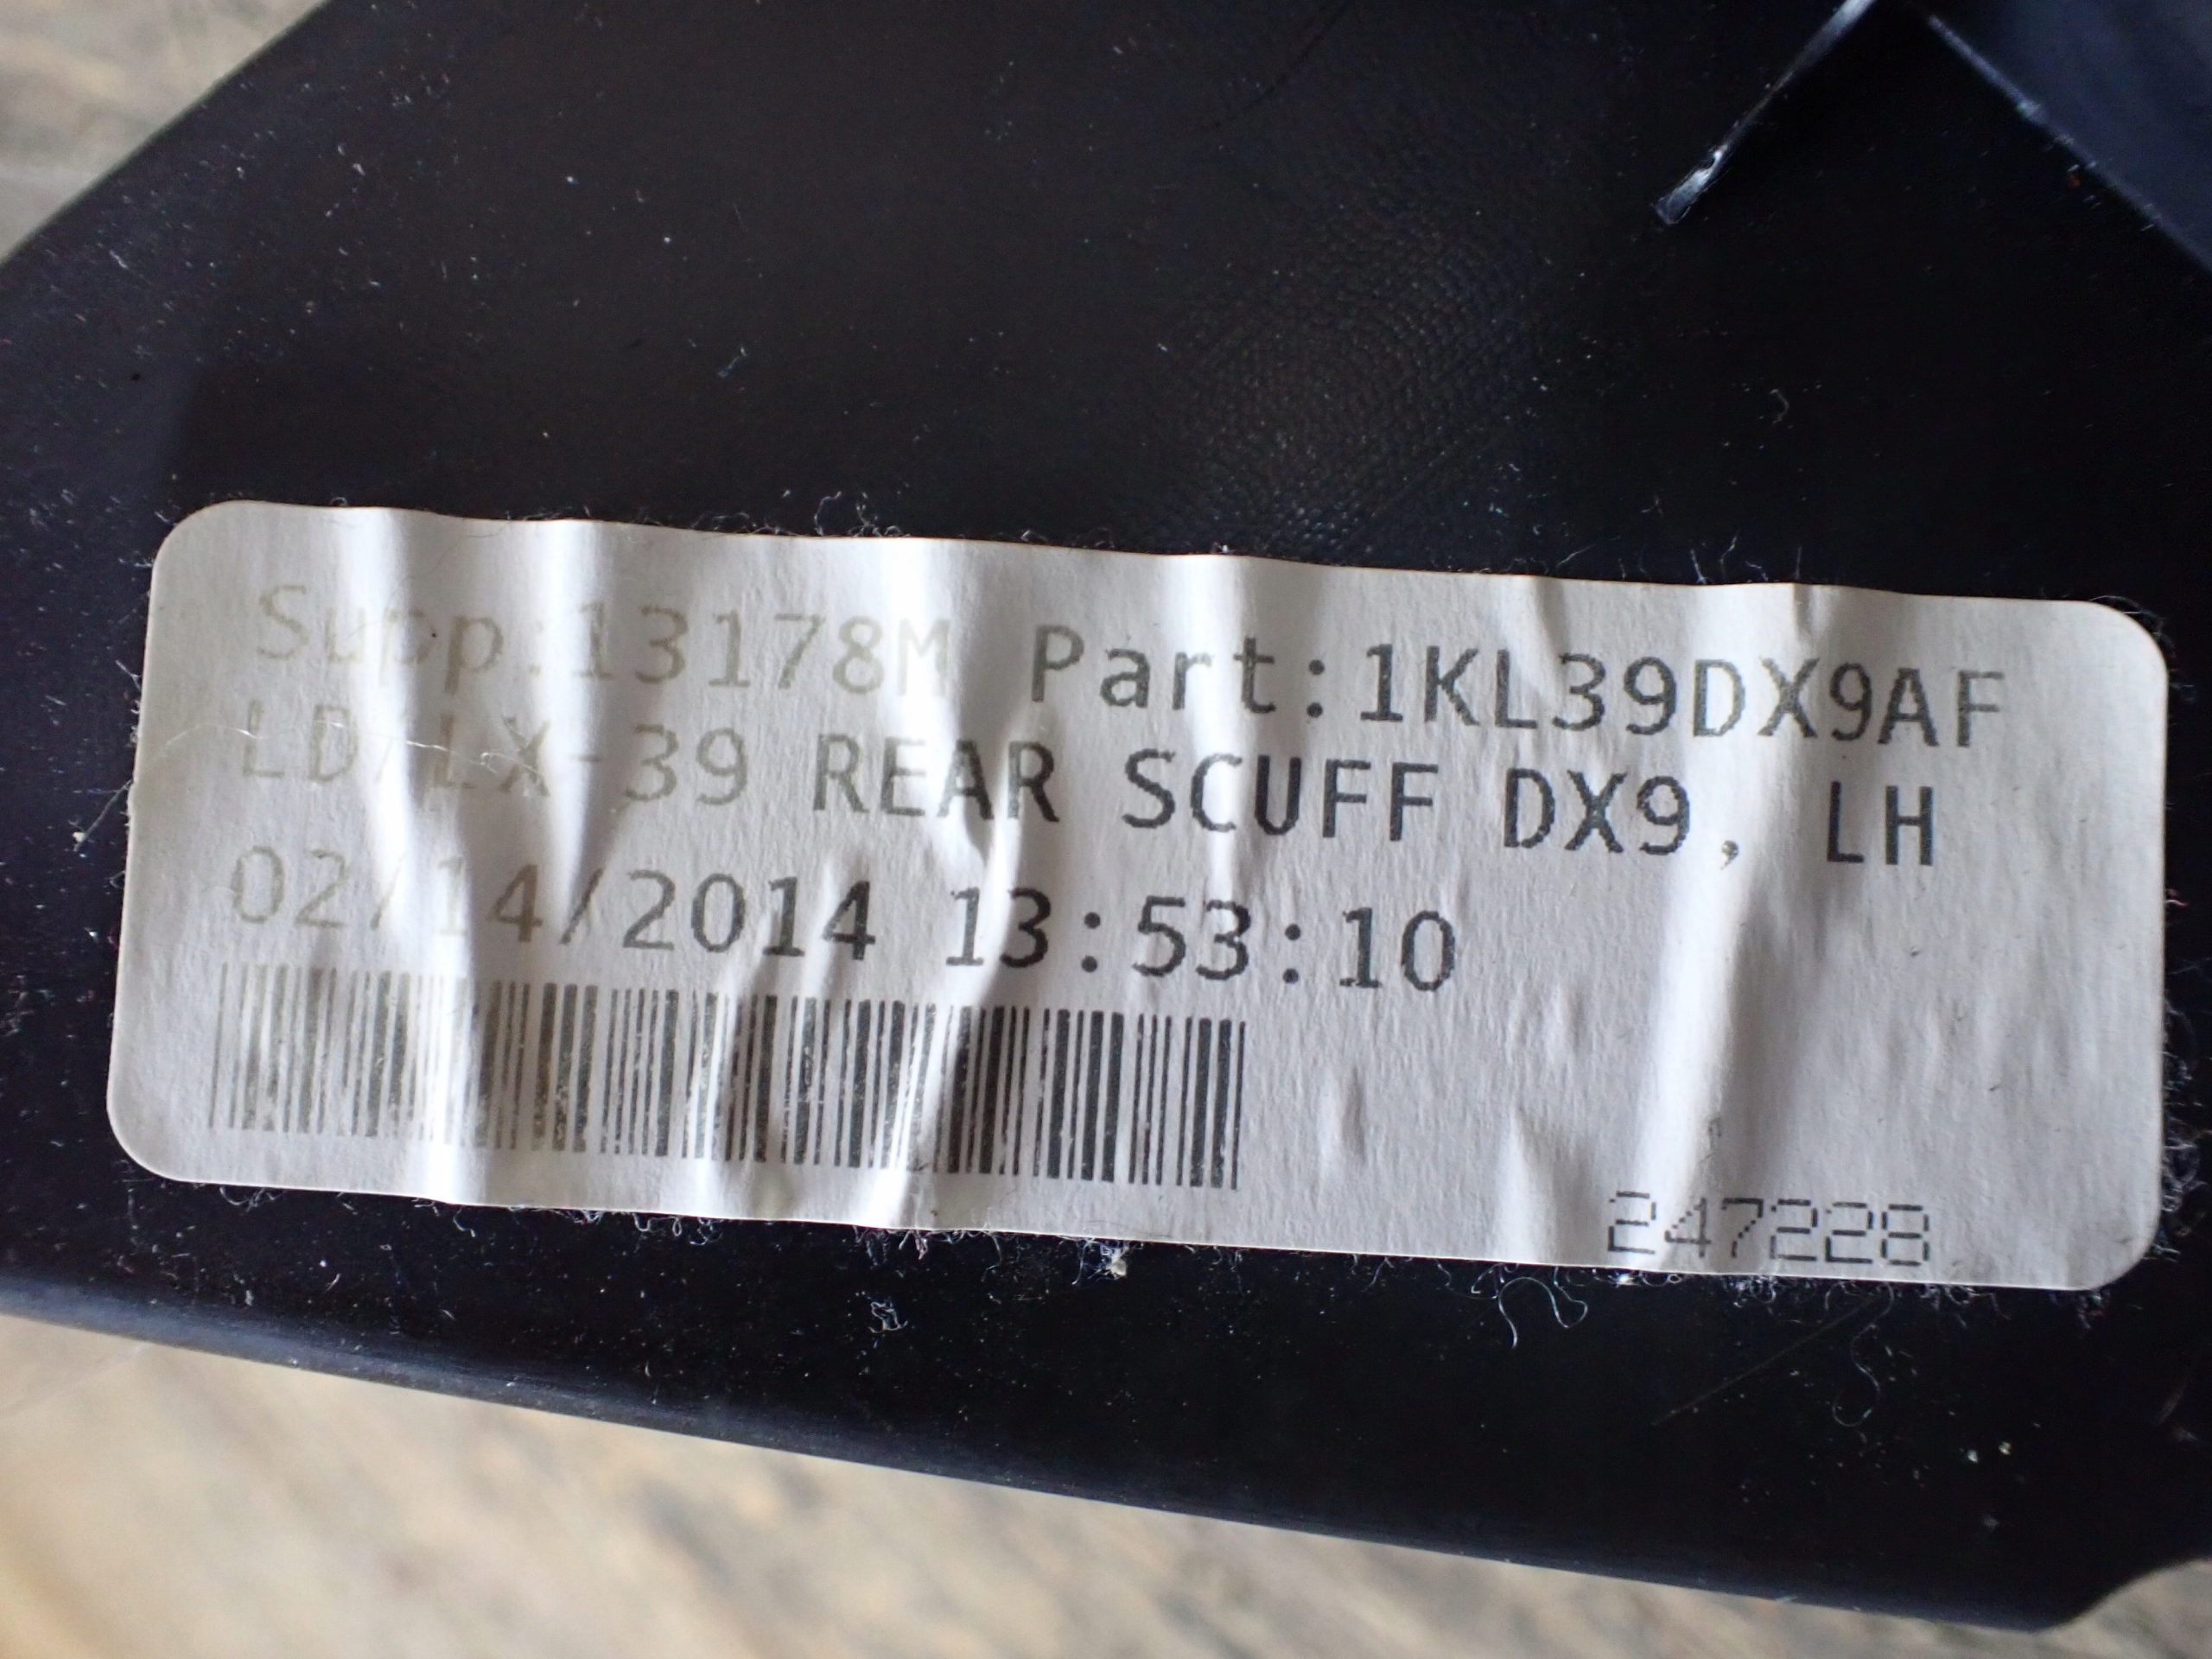 Supp:13178M Part:1KL39DX9AF
LD/LX-39 REAR SCUFF DX9, LH
02/14/2014 13:53:10
247228